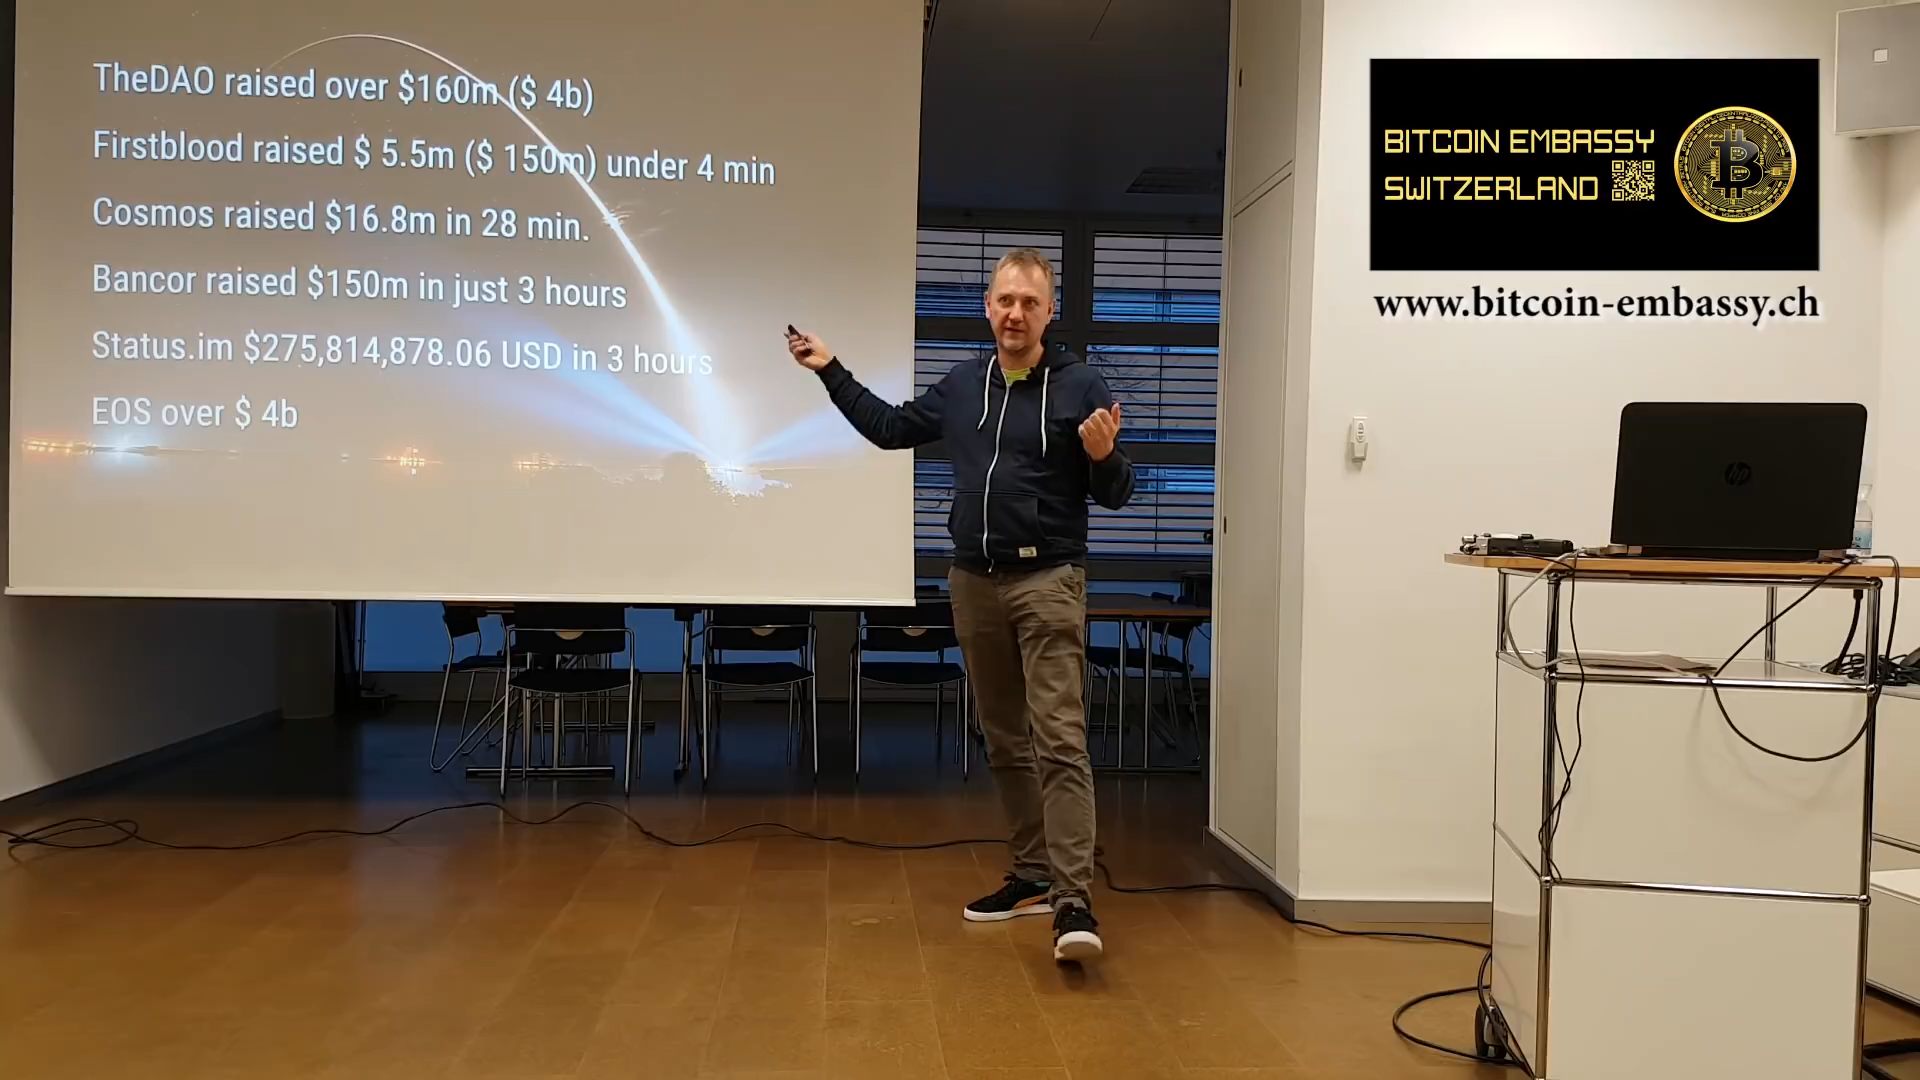 TheDAO raised over $160m ($ 4b)
Firstblood raised $ 5.5m ($ 150m) under 4 min
Cosmos raised $16.8m in 28 min.
Bancor raised $150m in just 3 hours
Status.im $275,814,878.06 USD in 3 hours
EOS over $ 4b
BITCOIN EMBASSY
SWITZERLAND
www.bitcoin-embassy.ch
hp